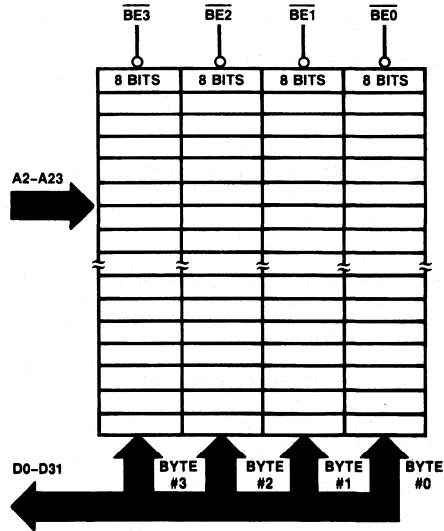 BE3 BE2 BE1 BE0
8 BITS 8 BITS 8 BITS 8 BITS
A2–A23
D0–D31
BYTE #3
BYTE #2
BYTE #1
BYTE #0